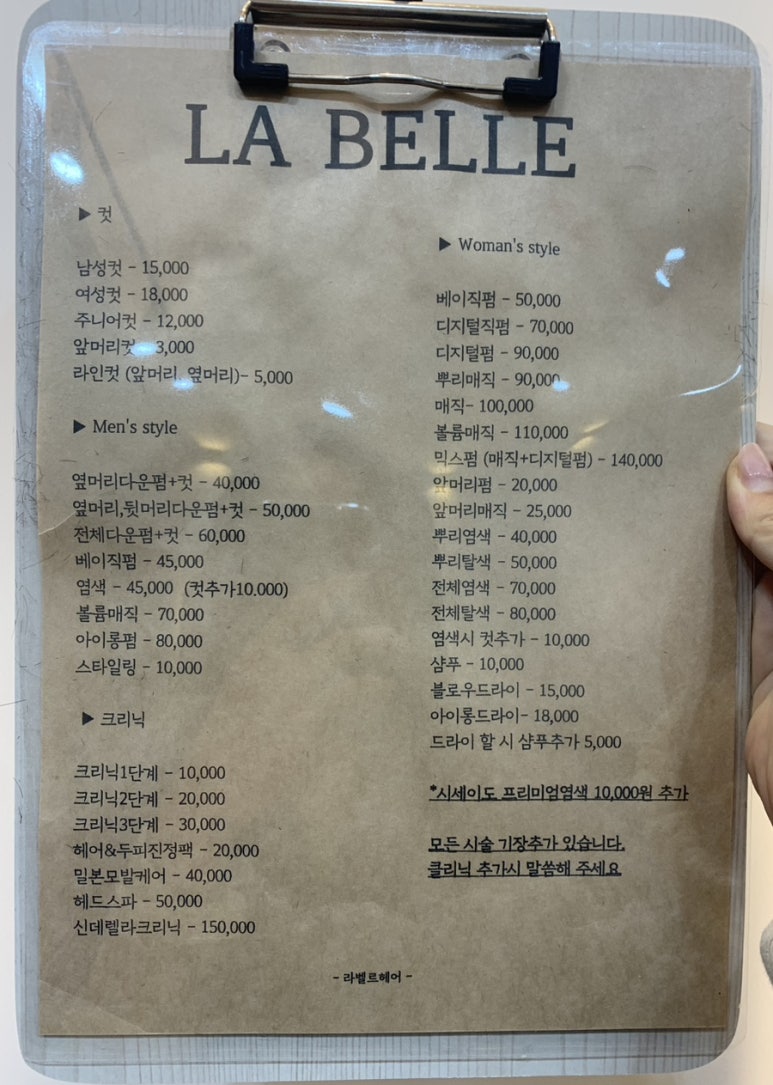 LA BELLE
▶ 컷
남성컷 - 15,000
여성컷 - 18,000
주니어컷 - 12,000
앞머리컷 3,000
라인컷 (앞머리, 옆머리)- 5,000
▶ Men's style
옆머리다운펌+컷 - 40,000
옆머리,뒷머리다운펌+컷 - 50,000
전체다운펌+컷 - 60,000
베이직펌 - 45,000
염색 - 45,000 (컷추가10.000)
볼륨매직 - 70,000
아이롱펌 - 80,000
스타일링 - 10,000
▶ 크리닉
크리닉1단계 - 10,000
크리닉2단계 - 20,000
크리닉3단계 - 30,000
헤어&두피진정팩 - 20,000
밀본모발케어 - 40,000
헤드스파 - 50,000
신데렐라크리닉 - 150,000
▶ Woman's style
베이직펌 - 50,000
디지털직펌 - 70,000
디지털펌 - 90,000
뿌리매직 - 90,000
매직- 100,000
볼륨매직 - 110,000
믹스펌 (매직+디지털펌) - 140,000
앞머리펌 - 20,000
앞머리매직 - 25,000
뿌리염색 - 40,000
뿌리탈색 - 50,000
전체염색 - 70,000
전체탈색 - 80,000
염색시 컷추가 - 10,000
샴푸 - 10,000
블로우드라이 - 15,000
아이롱드라이- 18,000
드라이 할 시 샴푸추가 5,000
*시세이도 프리미엄염색 10,000원 추가
모든 시술 기장추가 있습니다.
클리닉 추가시 말씀해 주세요
- 라벨르헤어 -